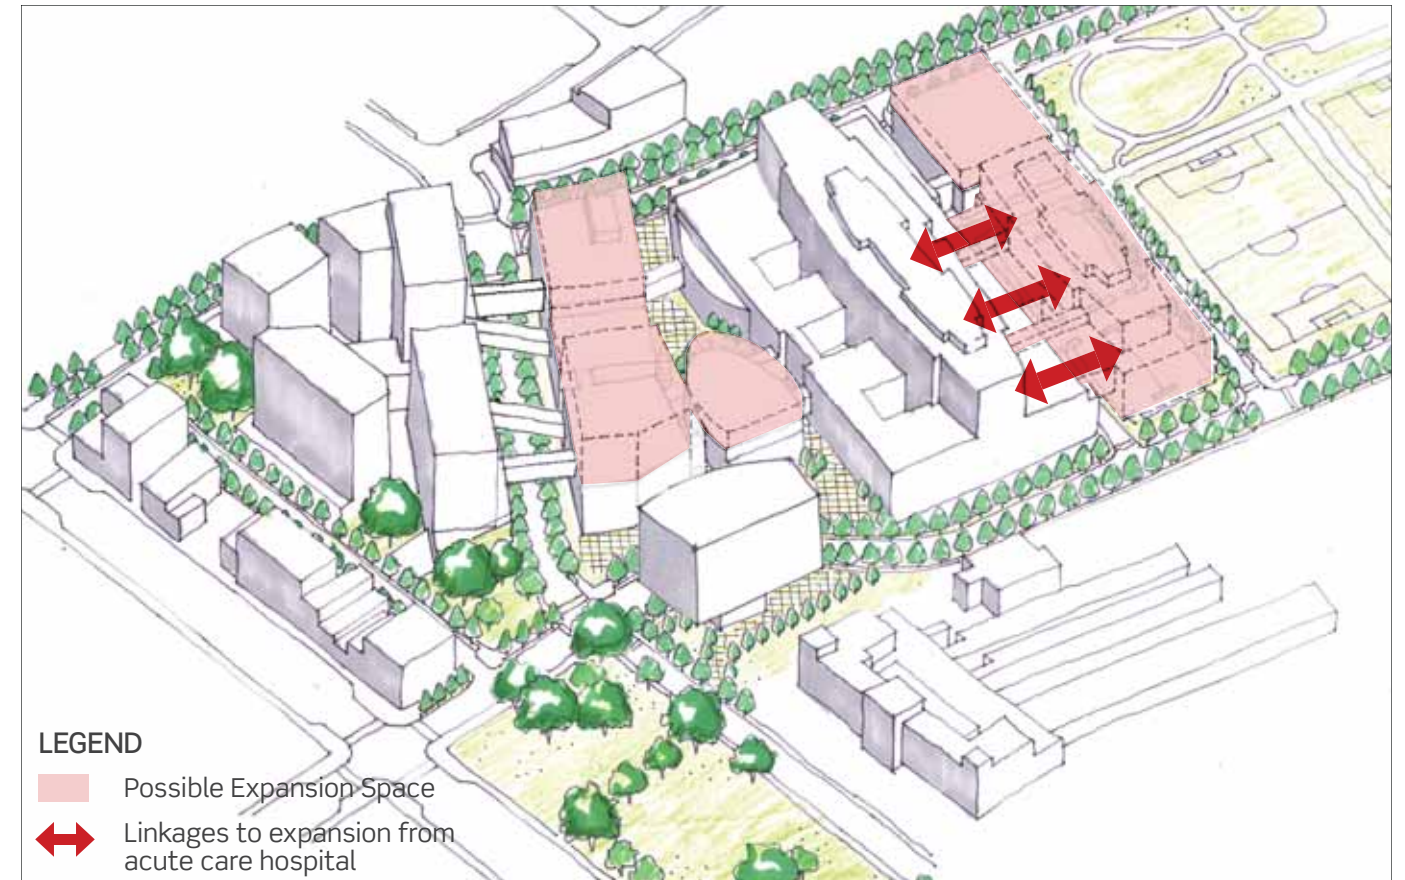 LEGEND
Possible Expansion Space
Linkages to expansion from
acute care hospital